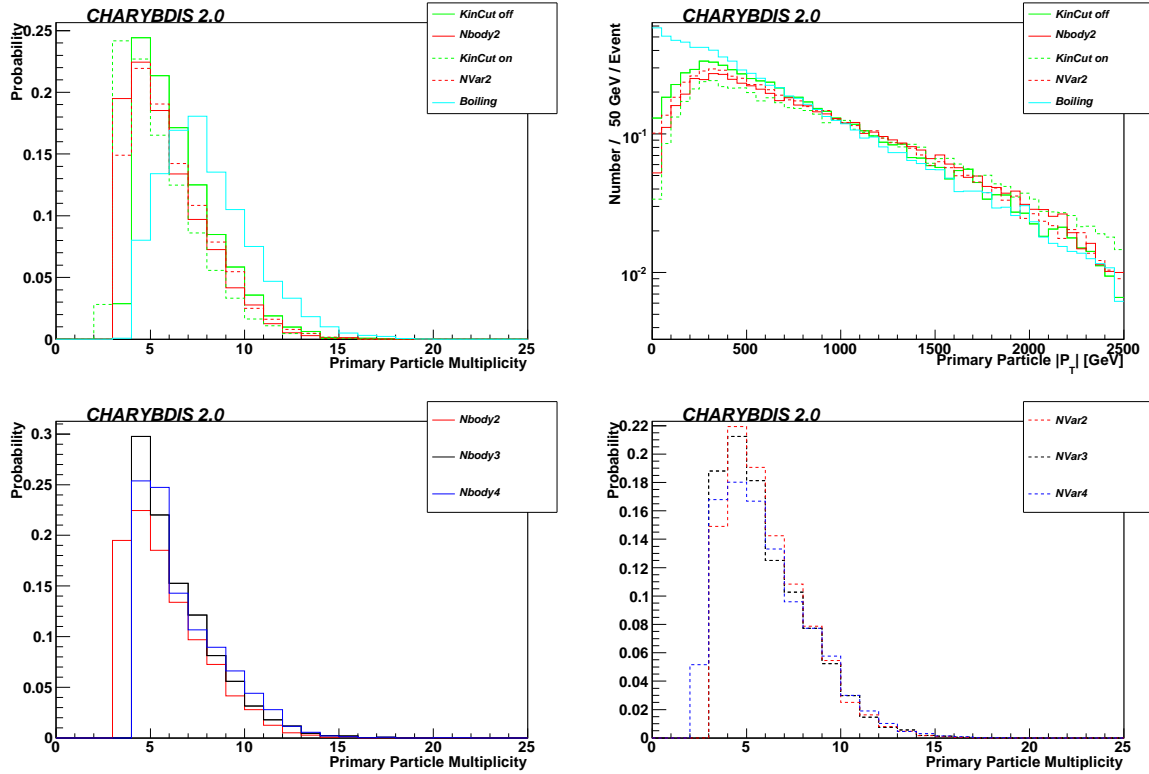 CHARYBDIS 2.0
Probability
0.25
0.2
0.15
0.1
0.05
0
0 5 10 15 20 25
Primary Particle Multiplicity
KinCut off
Nbody2
KinCut on
NVar2
Boiling
CHARYBDIS 2.0
Number / 50 GeV / Event
10-1
10-2
0 500 1000 1500 2000 2500
Primary Particle |P_T| [GeV]
KinCut off
Nbody2
KinCut on
NVar2
Boiling
CHARYBDIS 2.0
Probability
0.3
0.25
0.2
0.15
0.1
0.05
0
0 5 10 15 20 25
Primary Particle Multiplicity
Nbody2
Nbody3
Nbody4
CHARYBDIS 2.0
Probability
0.22
0.2
0.18
0.16
0.14
0.12
0.1
0.08
0.06
0.04
0.02
0
0 5 10 15 20 25
Primary Particle Multiplicity
NVar2
NVar3
NVar4